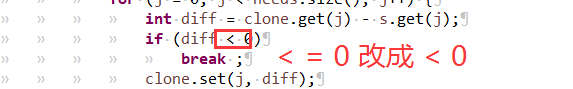 for (j = 0; j < needs.size(); j++) {
int diff = clone.get(j) - s.get(j);
if (diff < 0)
break ;
< = 0 改成 < 0
clone.set(j, diff);